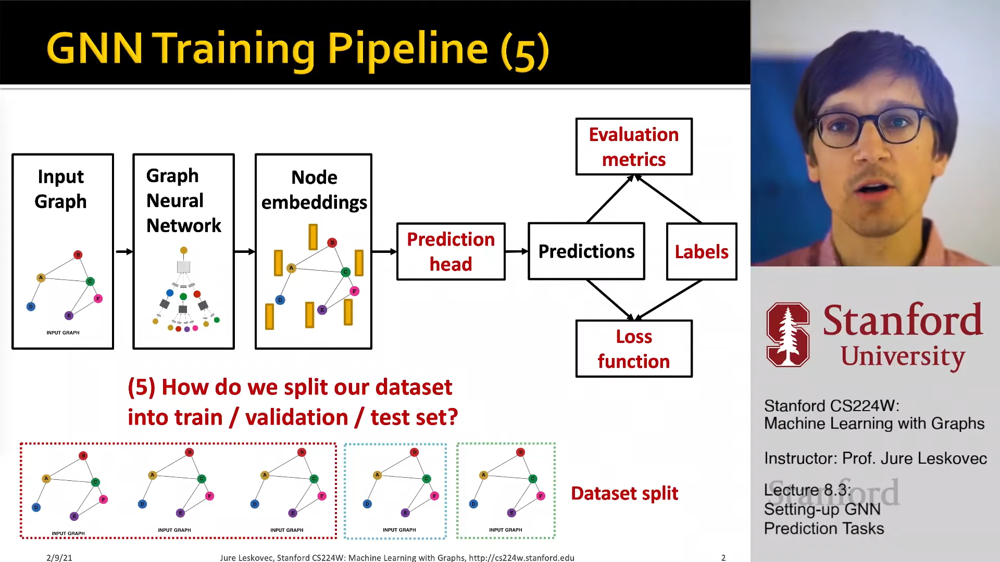 GNN Training Pipeline (5)
Input
Graph
B
A
C
F
D
E
INPUT GRAPH
Graph
Neural
Network
Node
embeddings
B
A
C
F
D
E
Prediction
head
Predictions
Labels
Evaluation
metrics
Loss
function
(5) How do we split our dataset
into train / validation / test set?
B
A
C
F
D
E
INPUT GRAPH
B
A
C
F
D
E
INPUT GRAPH
B
A
C
F
D
E
INPUT GRAPH
B
A
C
F
D
E
INPUT GRAPH
B
A
C
F
D
E
INPUT GRAPH
Dataset split
2/9/21
Jure Leskovec, Stanford CS224W: Machine Learning with Graphs, http://cs224w.stanford.edu
2
Stanford
University
Stanford CS224W:
Machine Learning with Graphs
Instructor: Prof. Jure Leskovec
Stanford
Lecture 8.3:
Setting-up GNN
Prediction Tasks